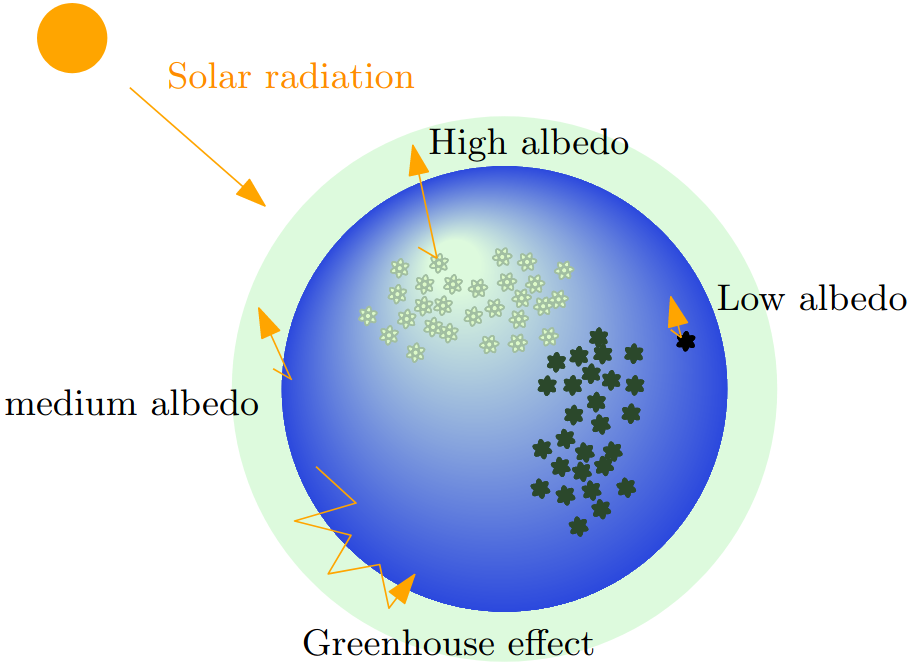 Solar radiation
High albedo
Low albedo
medium albedo
Greenhouse effect